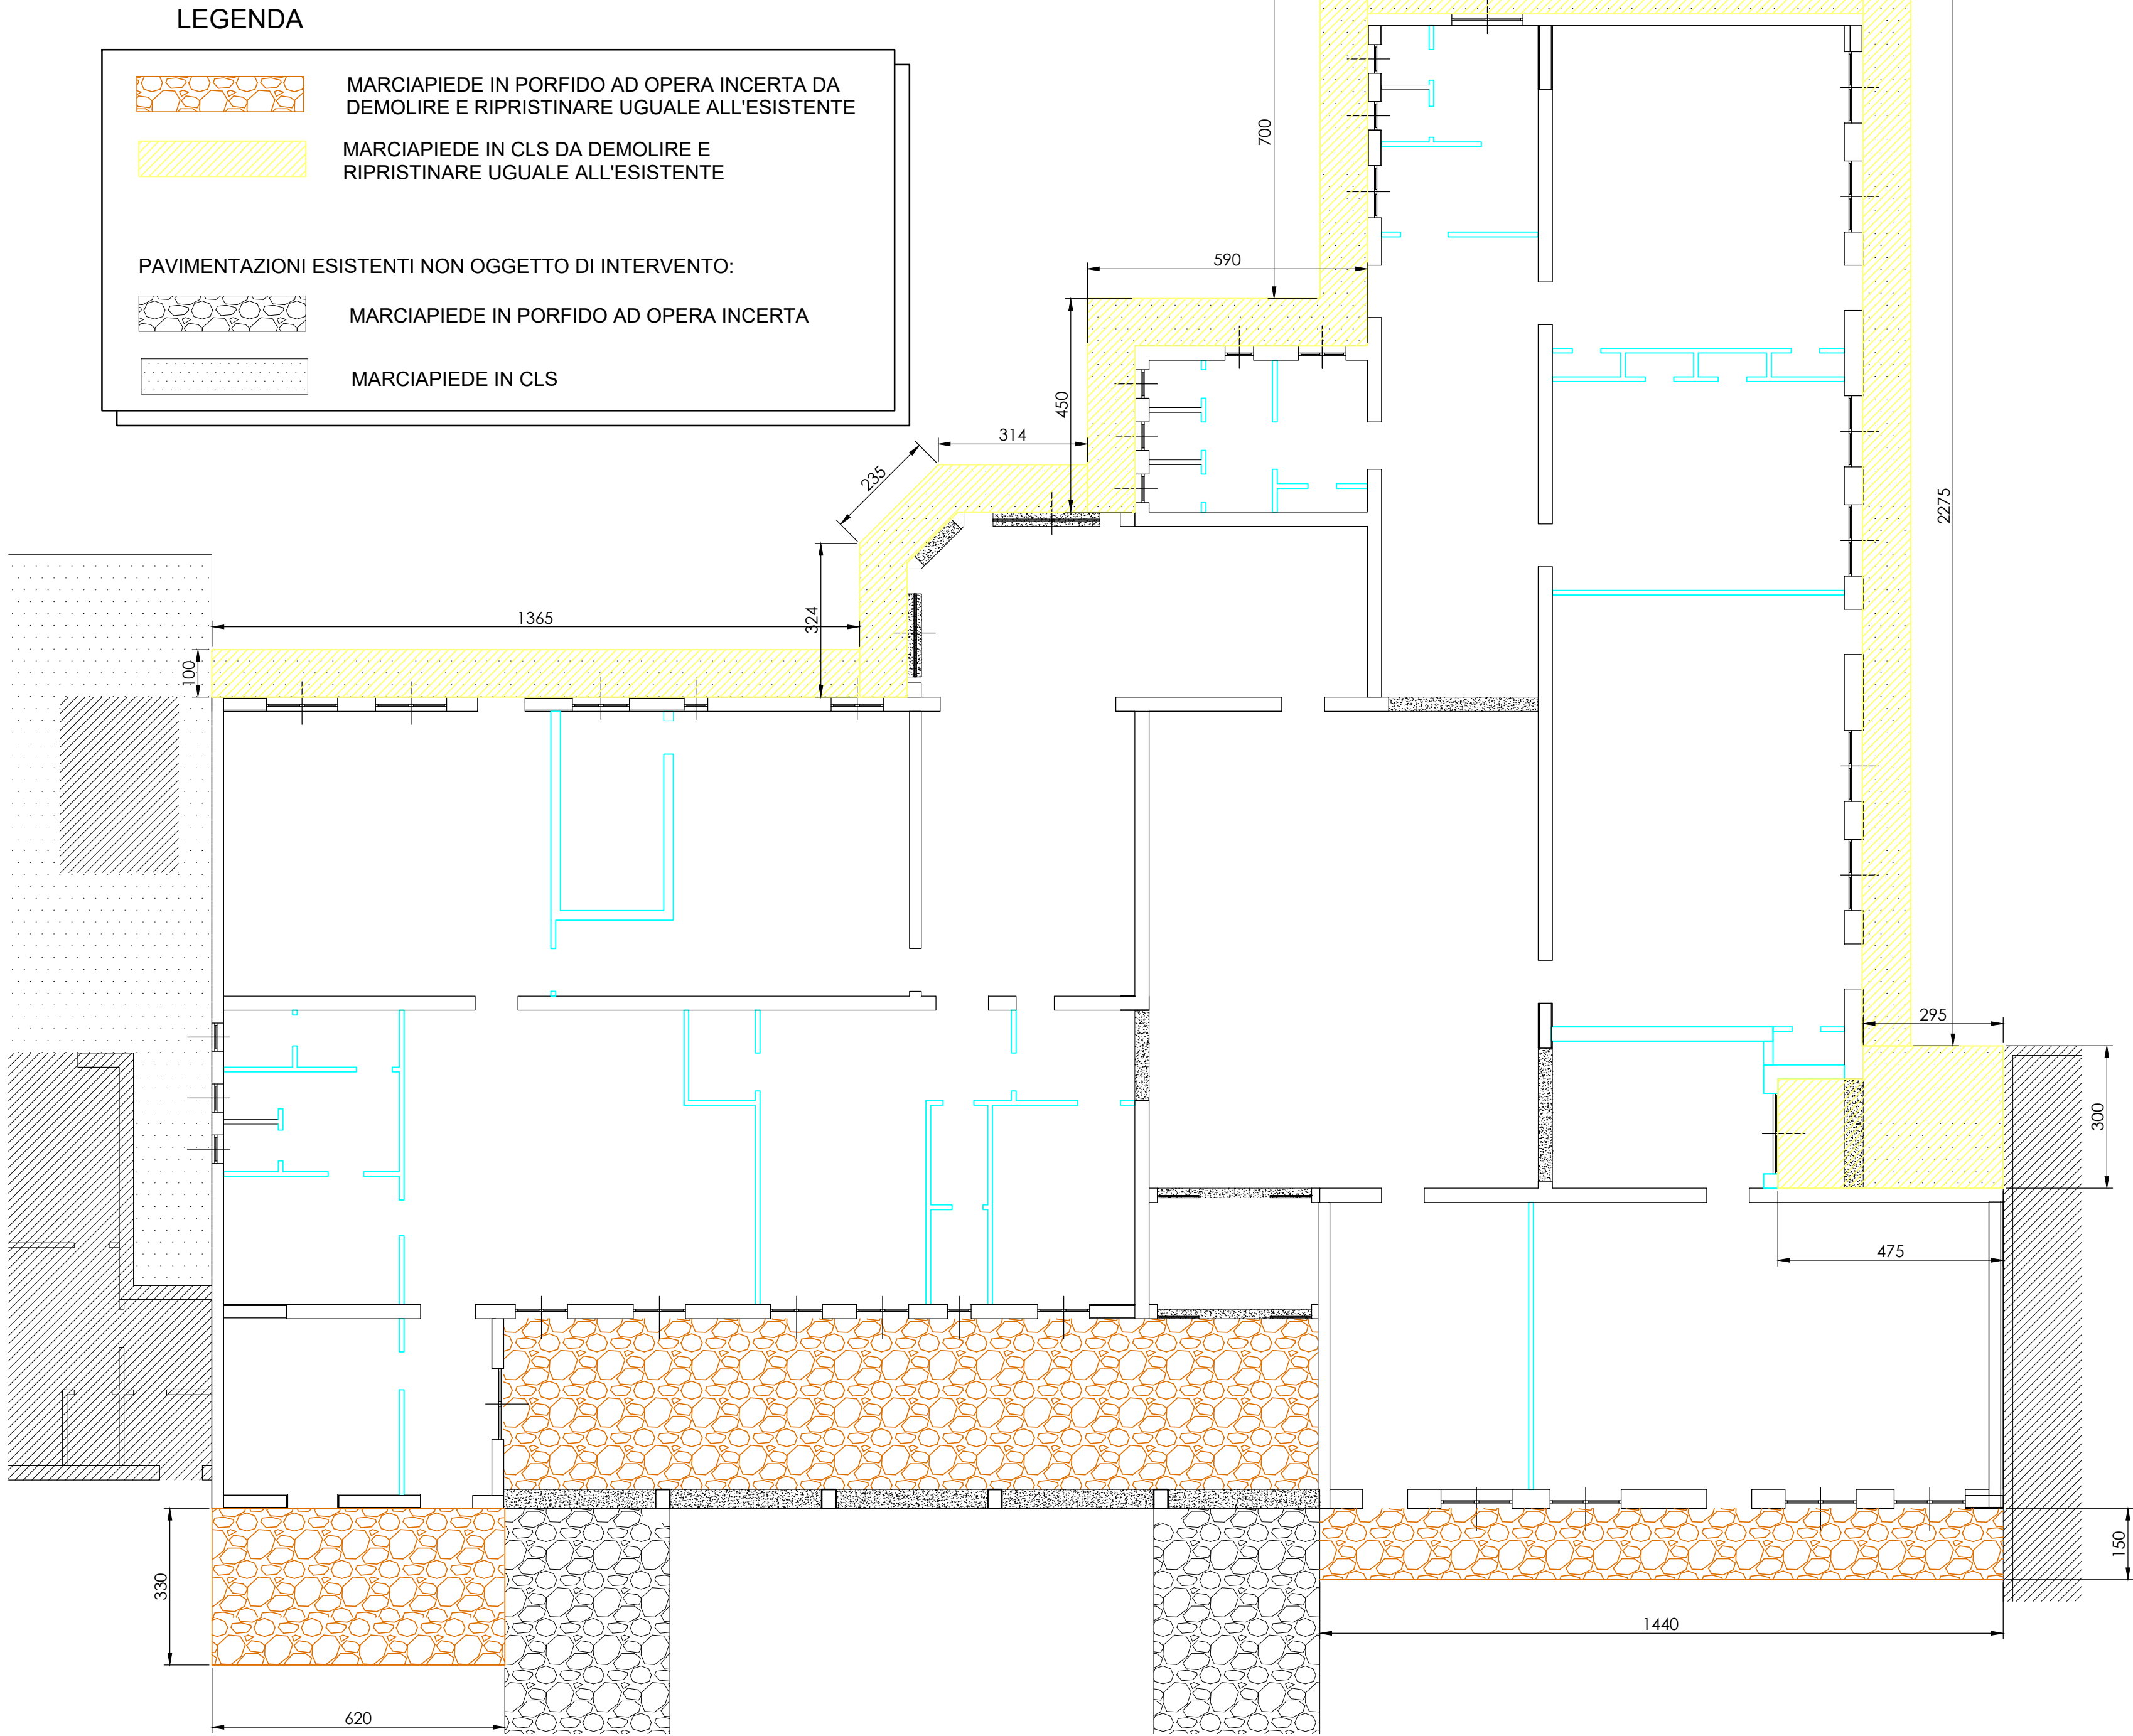 LEGENDA
MARCIAPIEDE IN PORFIDO AD OPERA INCERTA DA
DEMOLIRE E RIPRISTINARE UGUALE ALL'ESISTENTE
MARCIAPIEDE IN CLS DA DEMOLIRE E
RIPRISTINARE UGUALE ALL'ESISTENTE
PAVIMENTAZIONI ESISTENTI NON OGGETTO DI INTERVENTO:
MARCIAPIEDE IN PORFIDO AD OPERA INCERTA
MARCIAPIEDE IN CLS
700
590
450
314
235
2275
1365
324
100
295
300
475
330
150
1440
620